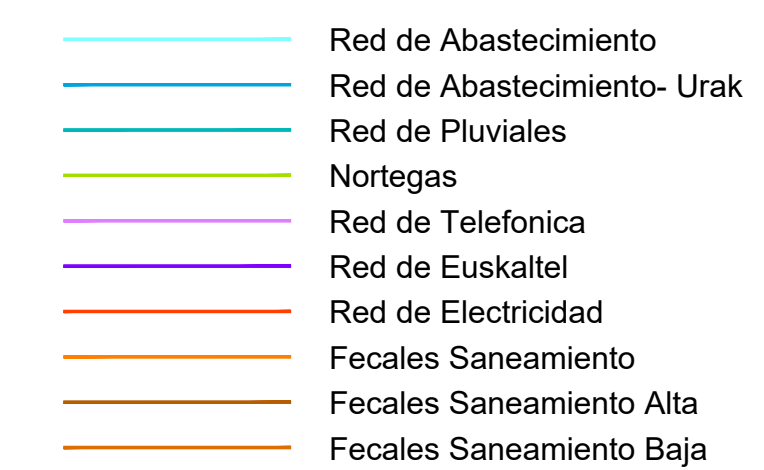 Red de Abastecimiento
Red de Abastecimiento- Urak
Red de Pluviales
Nortegas
Red de Telefonica
Red de Euskaltel
Red de Electricidad
Fecales Saneamiento
Fecales Saneamiento Alta
Fecales Saneamiento Baja